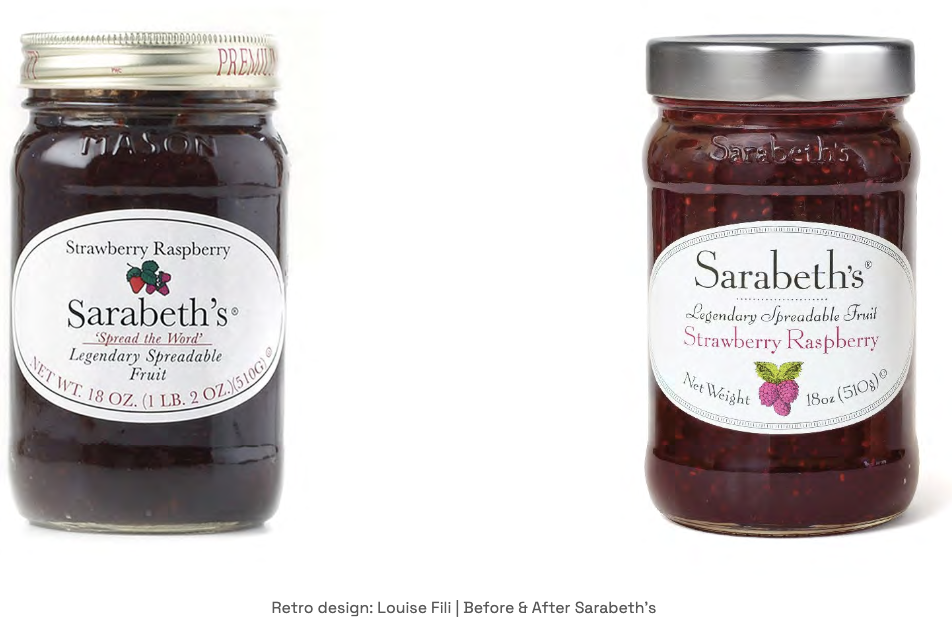 PREMIU
MASON
Strawberry Raspberry
Sarabeth's®
'Spread the Word'
Legendary Spreadable
Fruit
NET WT. 18 OZ. (1 LB. 2 OZ.)(510G)
Sarabeth's
Sarabeth's®
Legendary Spreadable Fruit
Strawberry Raspberry
Net Weight 18oz (510g)
Retro design: Louise Fili | Before & After Sarabeth's